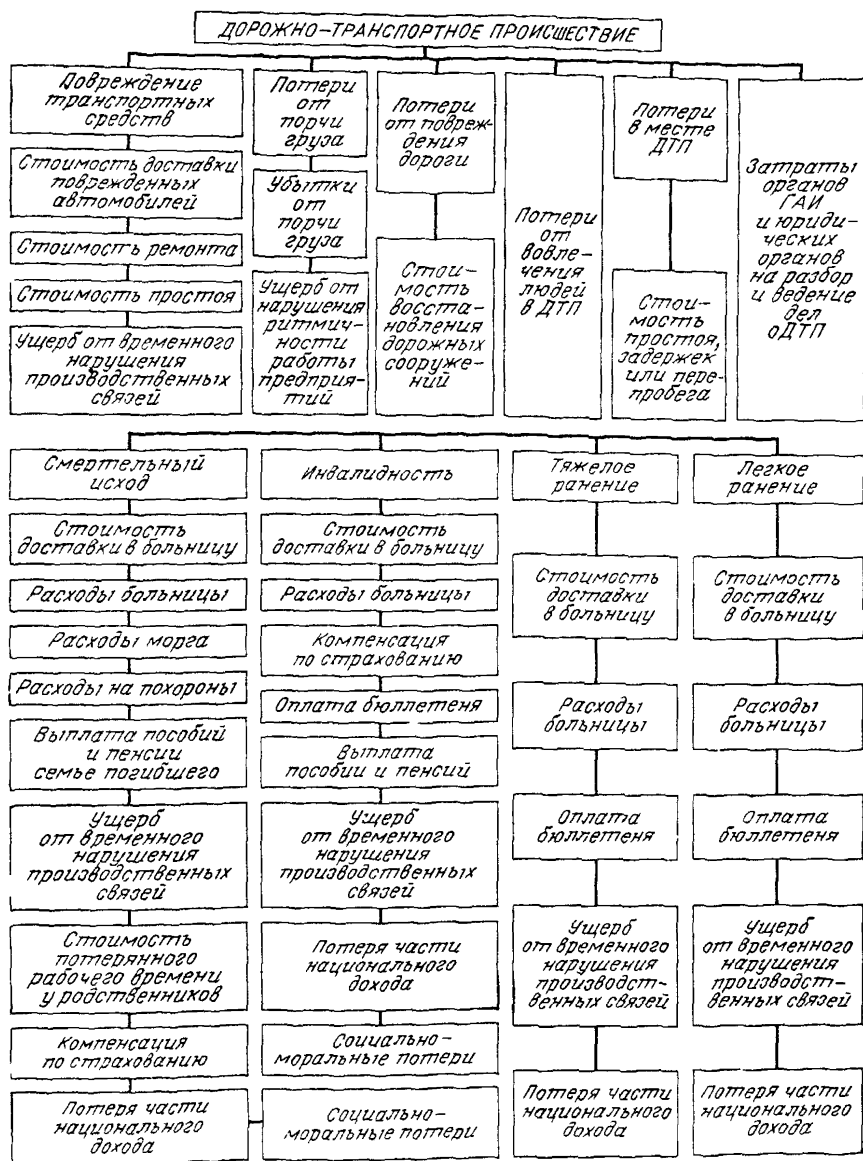 ДОРОЖНО-ТРАНСПОРТНОЕ ПРОИСШЕСТВИЕ
Повреждение
транспортных
средств
Стоимость доставки
поврежденных
автомобилей
Стоимость ремонта
Стоимость простоя
Ущерб от временного
нарушения
производственных
связей
Потери
от
порчи
груза
Убытки
от
порчи
груза
Ущерб от
нарушения
ритмич-
ности
работы
предпри-
ятий
Потери
от повреж-
дения
дороги
Стои-
мость
восста-
новления
дорожных
сооруже-
ний
Потери
от
вовле-
чения
людей
в ДТП
Потери
в месте
ДТП
Стои-
мость
простоя,
задержек
или пере-
пробега
Затраты
органов
ГАИ
и юриди-
ческих
органов
на разбор
и ведение
дел
о ДТП
Смертельный
исход
Стоимость
доставки в больницу
Расходы больницы
Расходы морга
Расходы на похороны
Выплата пособий
и пенсии
семье погибшего
Ущерб
от временного
нарушения
производственных
связей
Стоимость
потерянного
рабочего времени
у родственников
Компенсация
по страхованию
Потеря части
национального
дохода
Социально-
моральные потери
Инвалидность
Стоимость
доставки в больницу
Расходы больницы
Компенсация
по страхованию
Оплата бюллетеня
Выплата
пособии и пенсий
Ущерб
от временного
нарушения
производственных
связей
Потеря части
национального
дохода
Социально-
моральные потери
Тяжелое
ранение
Стоимость
доставки
в больницу
Расходы
больницы
Оплата
бюллетеня
Ущерб
от временного
нарушения
производст-
венных связей
Потеря части
национального
дохода
Легкое
ранение
Стоимость
доставки
в больницу
Расходы
больницы
Оплата
бюллетеня
Ущерб
от временного
нарушения
производст-
венных связей
Потеря части
национального
дохода